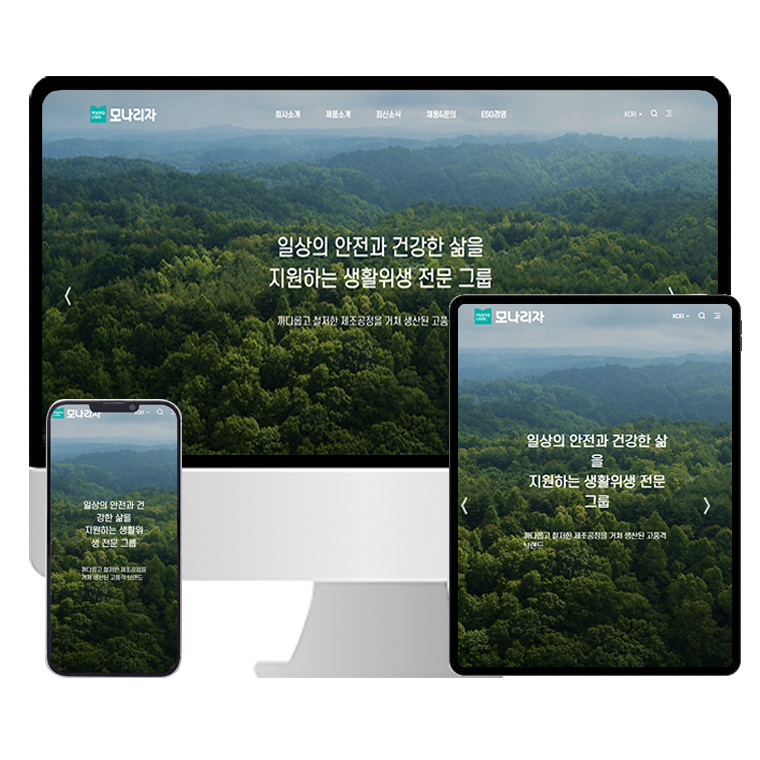 mona
LISA.
모나리자
회사소개 제품소개 최신소식 채용&문의 ESG경영
KOR
일상의 안전과 건강한 삶을
지원하는 생활위생 전문 그룹
까다롭고 철저한 제조공정을 거쳐 생산된 고품
mona
LISA.
모나리자
KOR
일상의 안전과 건강한 삶
을
지원하는 생활위생 전문
그룹
까다롭고 철저한 제조공정을 거쳐 생산된 고품격
브랜드
모나리자
KOR
일상의 안전과 건
강한 삶을
지원하는 생활위
생 전문 그룹
까다롭고 철저한 제조공정을
거쳐 생산된 고품격 브랜드